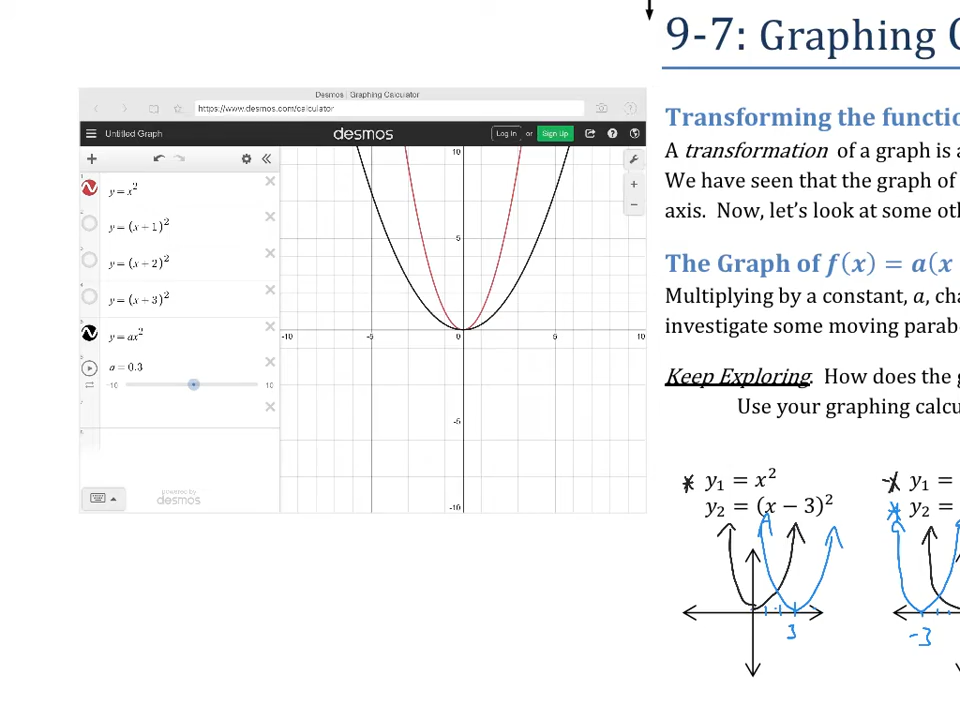 9-7: Graphing
Desmos | Graphing Calculator
https://www.desmos.com/calculator
Untitled Graph
desmos
Log In or Sign Up
y = x²
y = (x + 1)²
y = (x + 2)²
y = (x + 3)²
y = ax²
a = 0.3
-10
10
powered by
desmos
10
5
-10
-5
0
5
10
-5
-10
Transforming the functio
A transformation of a graph is a
We have seen that the graph of
axis. Now, let's look at some oth
The Graph of f(x) = a(x
Multiplying by a constant, a, cha
investigate some moving parab
Keep Exploring. How does the g
Use your graphing calcu
y₁ = x²
y₂ = (x − 3)²
3
y₁ =
y₂ =
-3